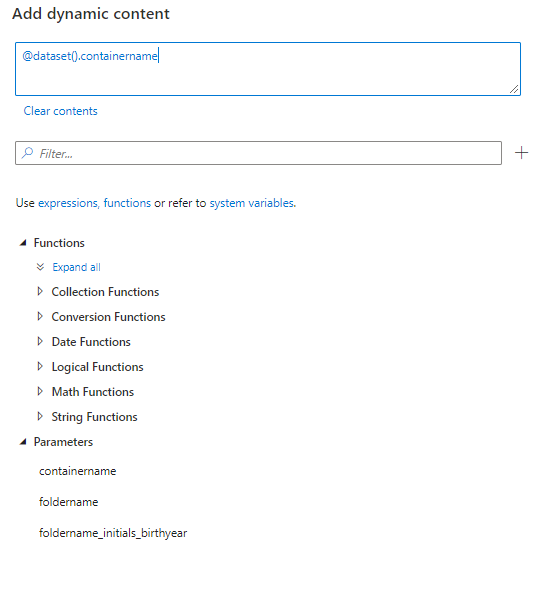 Add dynamic content
@dataset().containername
Clear contents
Filter...
Use expressions, functions or refer to system variables.
Functions
Expand all
Collection Functions
Conversion Functions
Date Functions
Logical Functions
Math Functions
String Functions
Parameters
containername
foldername
foldername_initials_birthyear